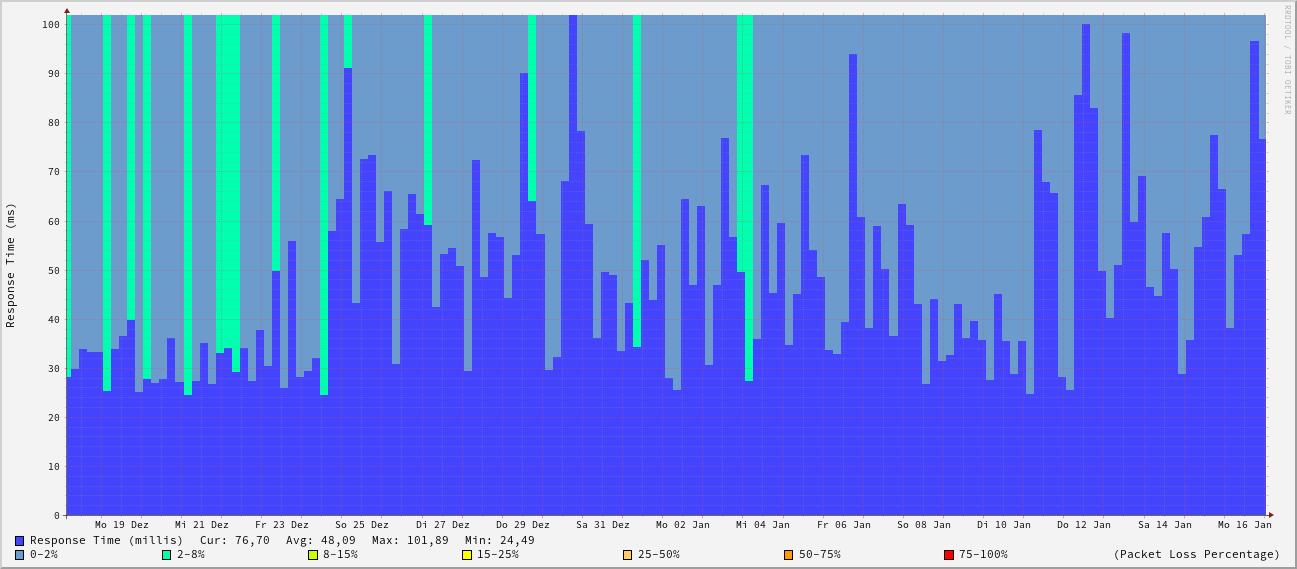 RRDTOOL / TOBI OETIKER
Response Time (ms)
100
90
80
70
60
50
40
30
20
10
0
Mo 19 Dez Mi 21 Dez Fr 23 Dez So 25 Dez Di 27 Dez Do 29 Dez Sa 31 Dez Mo 02 Jan Mi 04 Jan Fr 06 Jan So 08 Jan Di 10 Jan Do 12 Jan Sa 14 Jan Mo 16 Jan
Response Time (millis) Cur: 76,70 Avg: 48,09 Max: 101,89 Min: 24,49
0-2% 2-8% 8-15% 15-25% 25-50% 50-75% 75-100% (Packet Loss Percentage)